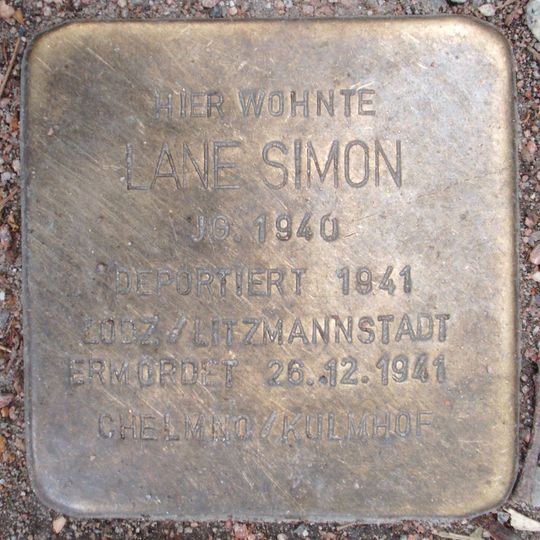 HIER WOHNTE
LANE SIMON
JG. 1940
DEPORTIERT 1941
LODZ/LITZMANNSTADT
ERMORDET 26.12.1941
CHELMNO/KULMHOF